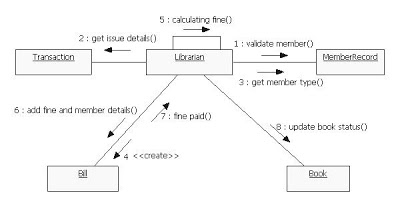 5 : calculating fine()
2 : get issue details()
1 : validate member()
Transaction
Librarian
MemberRecord
3 : get member type()
6 : add fine and member details()
7 : fine paid()
8 : update book status()
4 <<create>>
Bill
Book